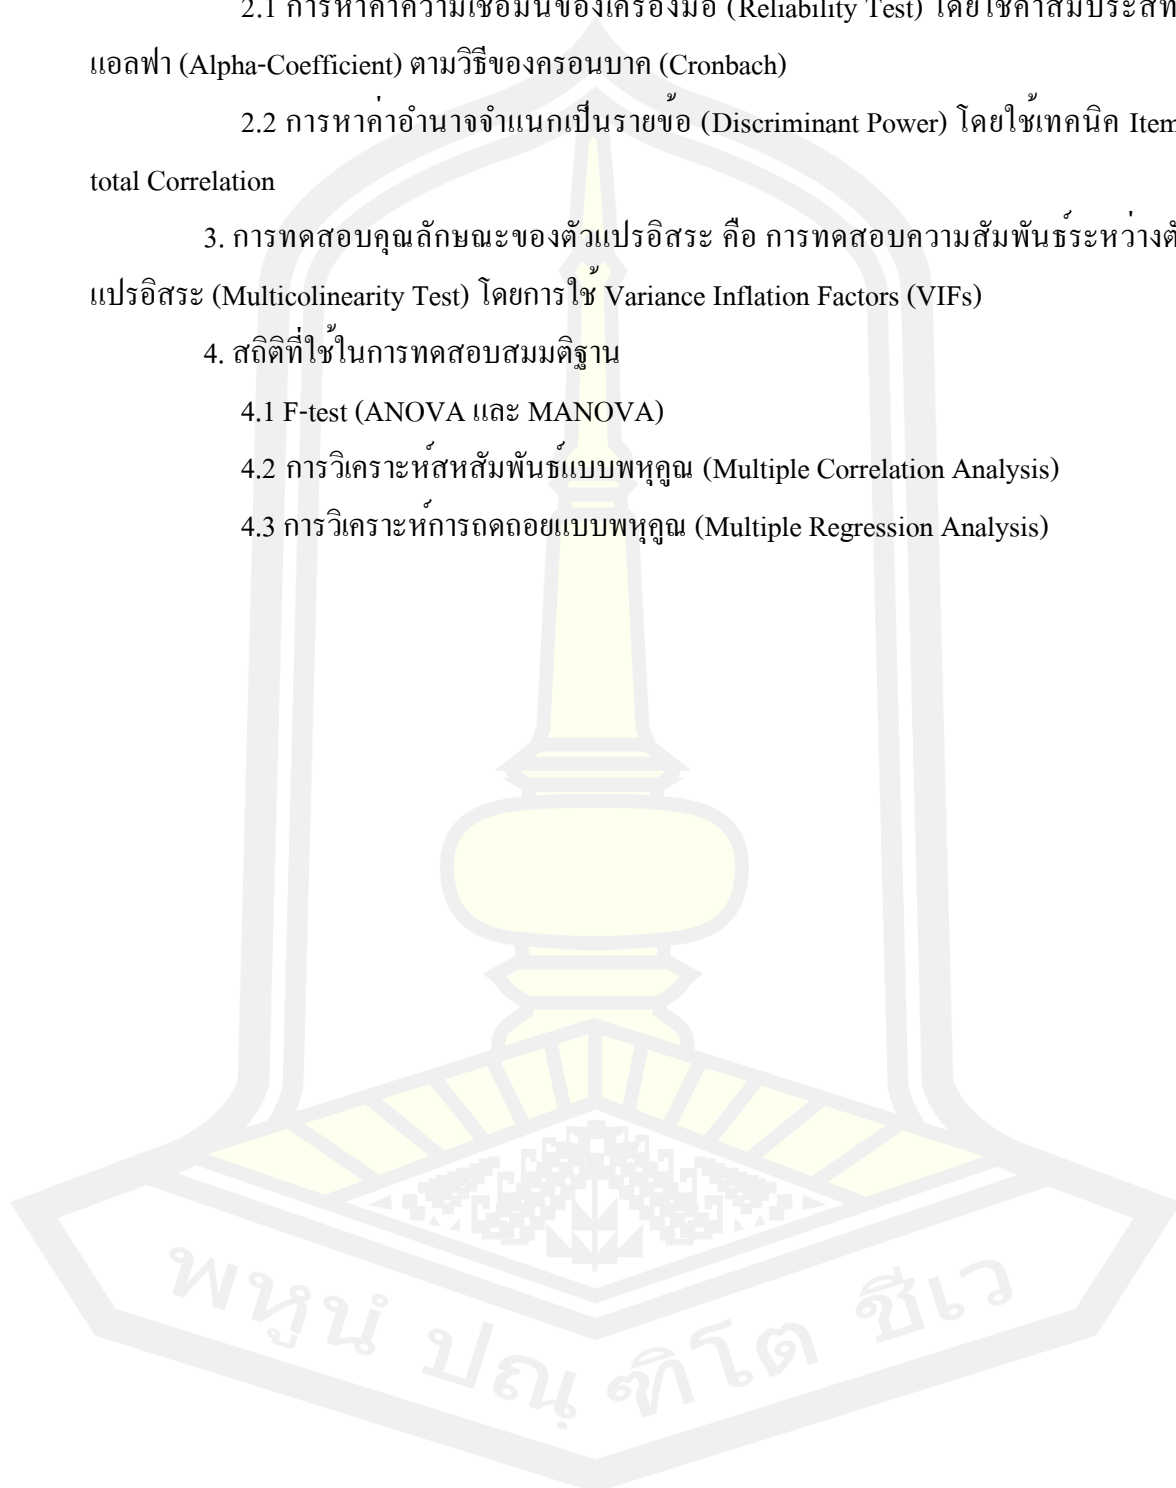 2.1 การหาค่าความเชื่อมั่นของเครื่องมือ (Reliability Test) โดยใช้ค่าสัมประสิทธิ์
แอลฟา (Alpha-Coefficient) ตามวิธีของครอนบาค (Cronbach)
2.2 การหาค่าอำนาจจำแนกเป็นรายข้อ (Discriminant Power) โดยใช้เทคนิค Item
total Correlation
3. การทดสอบคุณลักษณะของตัวแปรอิสระ คือ การทดสอบความสัมพันธ์ระหว่างตัว
แปรอิสระ (Multicolinearity Test) โดยการใช้ Variance Inflation Factors (VIFs)
4. สถิติที่ใช้ในการทดสอบสมมติฐาน
4.1 F-test (ANOVA และ MANOVA)
4.2 การวิเคราะห์สหสัมพันธ์แบบพหุคูณ (Multiple Correlation Analysis)
4.3 การวิเคราะห์การถดถอยแบบพหุคูณ (Multiple Regression Analysis)
พหูนํ ปณฺ ฑิโต ชีเว